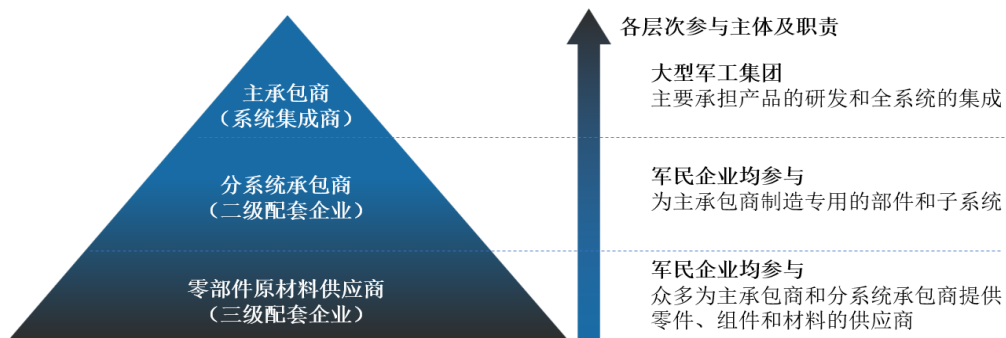 主承包商
（系统集成商）
分系统承包商
（二级配套企业）
零部件原材料供应商
（三级配套企业）
各层次参与主体及职责
大型军工集团
主要承担产品的研发和全系统的集成
军民企业均参与
为主承包商制造专用的部件和子系统
军民企业均参与
众多为主承包商和分系统承包商提供
零件、组件和材料的供应商